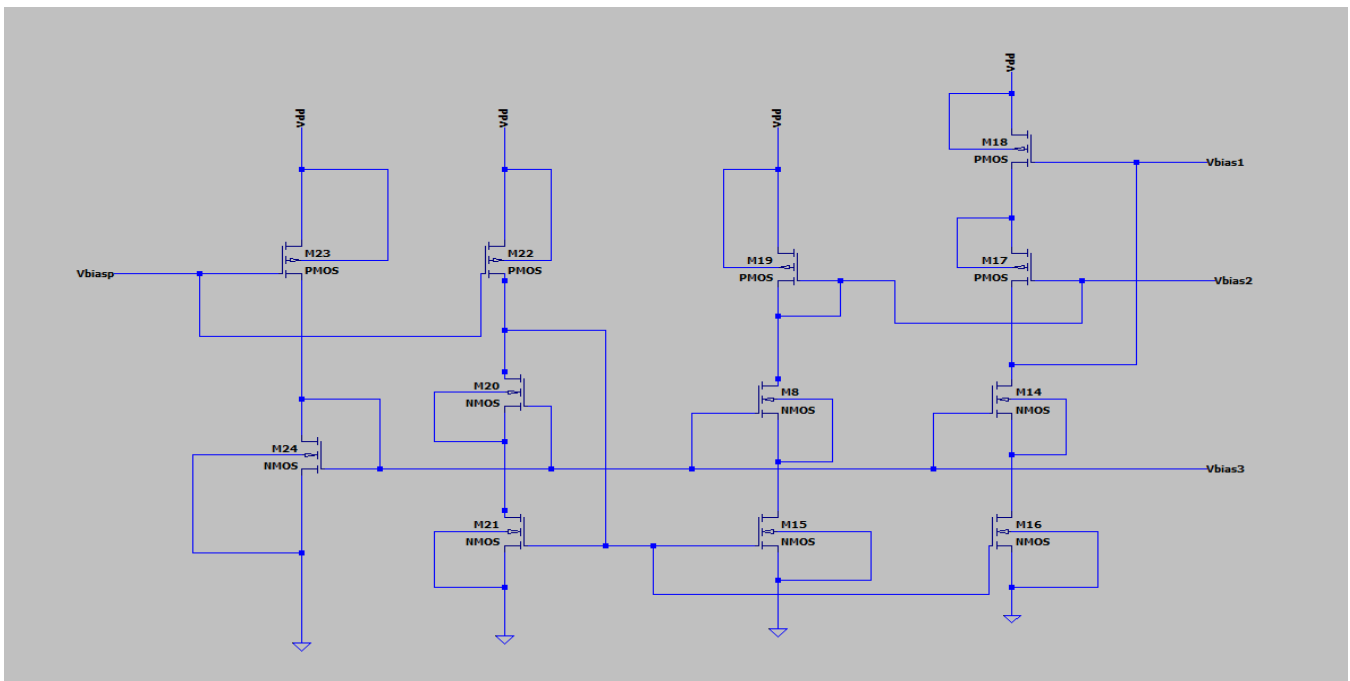 Vdd
M18
PMOS
Vbias1
Vdd
Vdd
Vdd
M23
PMOS
M22
PMOS
M19
PMOS
M17
PMOS
Vbiasp
Vbias2
M20
NMOS
M8
NMOS
M14
NMOS
M24
NMOS
Vbias3
M21
NMOS
M15
NMOS
M16
NMOS